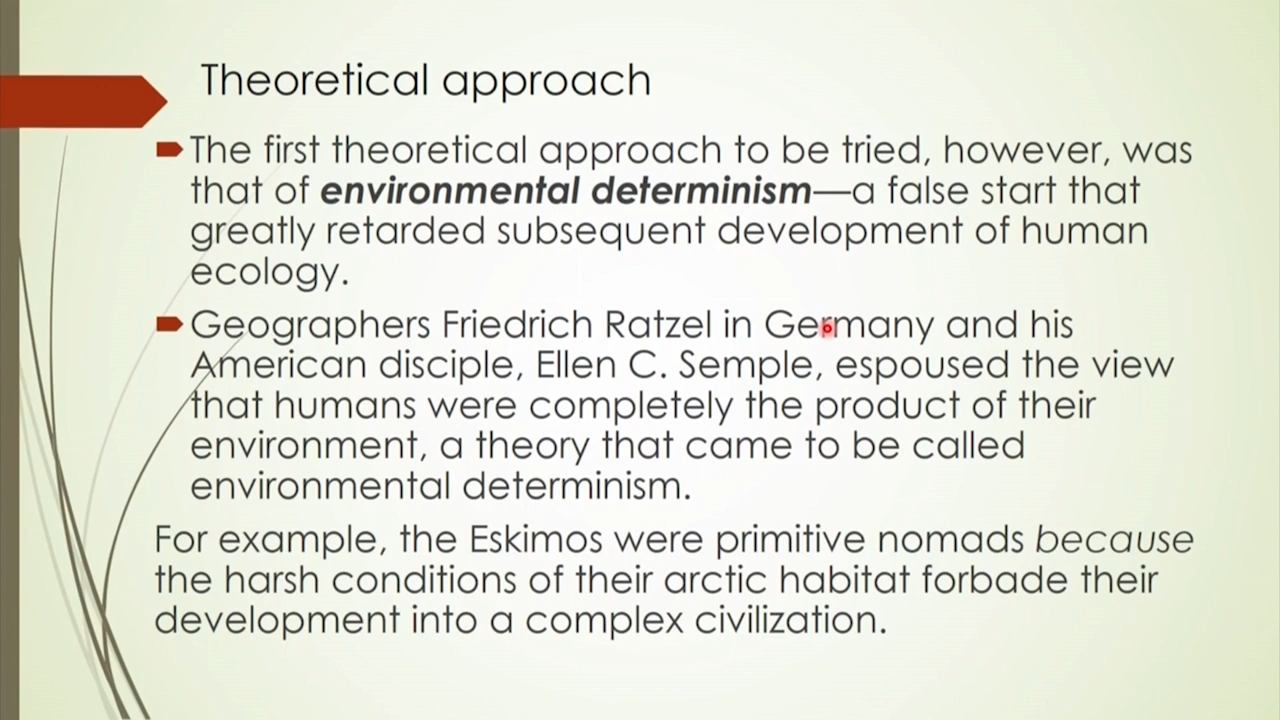 Theoretical approach
The first theoretical approach to be tried, however, was
that of environmental determinism—a false start that
greatly retarded subsequent development of human
ecology.
Geographers Friedrich Ratzel in Germany and his
American disciple, Ellen C. Semple, espoused the view
that humans were completely the product of their
environment, a theory that came to be called
environmental determinism.
For example, the Eskimos were primitive nomads because
the harsh conditions of their arctic habitat forbade their
development into a complex civilization.